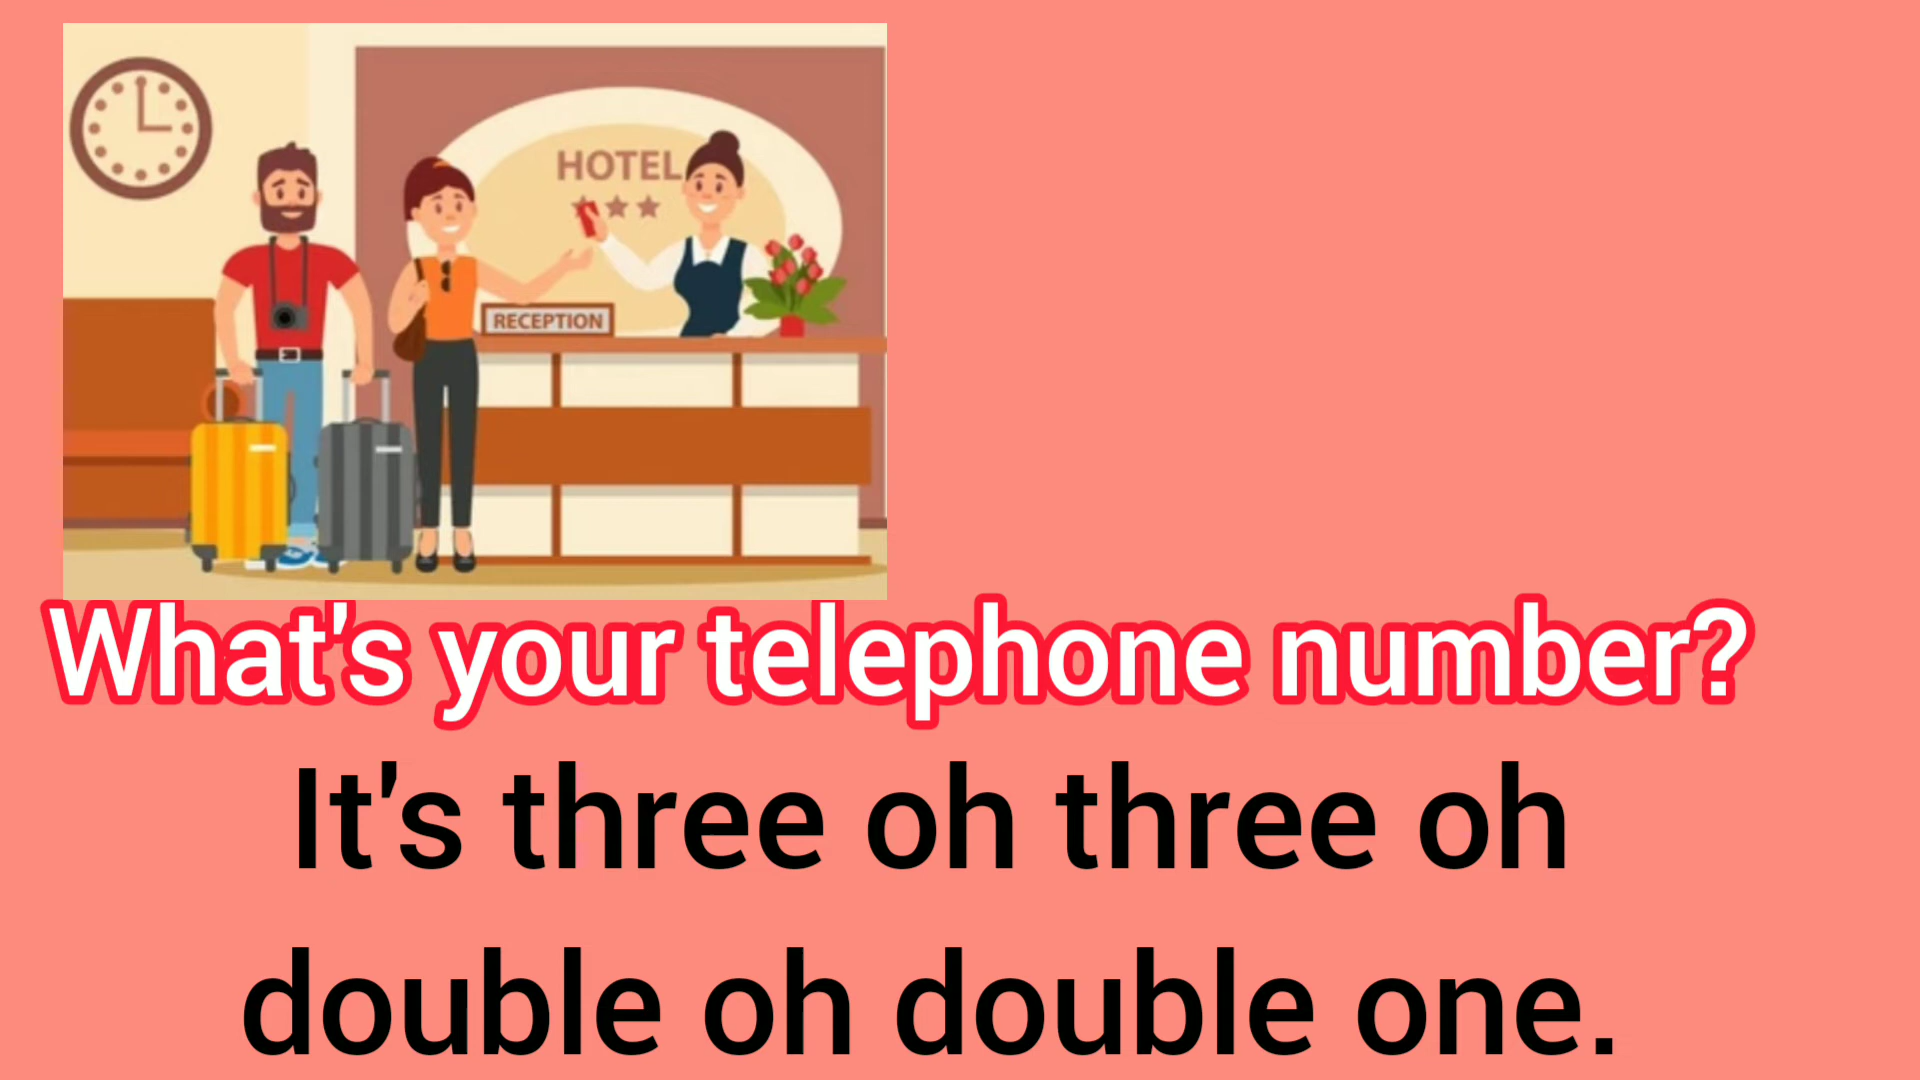 HOTEL
RECEPTION
What's your telephone number?
It's three oh three oh
double oh double one.